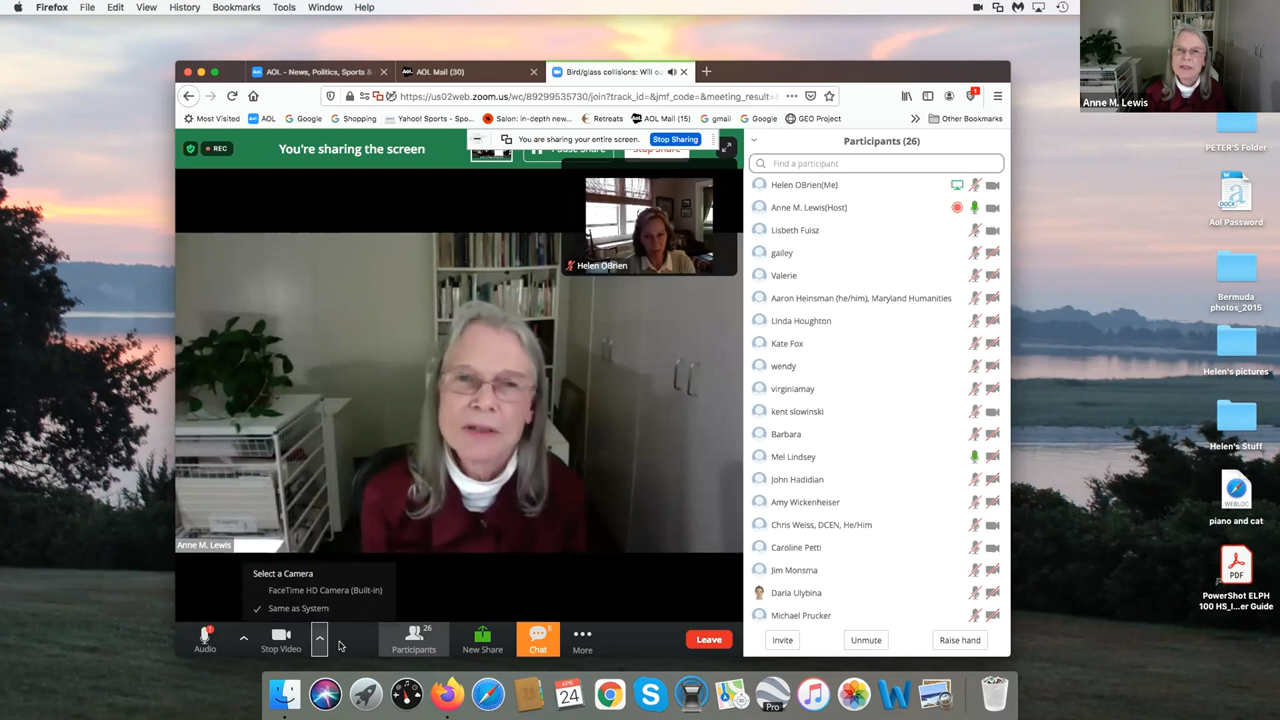 Firefox File Edit View History Bookmarks Tools Window Help
Anne M. Lewis
AOL - News, Politics, Sports &
AOL Mail (30)
Bird/glass collisions: Will ou
https://us02web.zoom.us/wc/89299535730/join?track_id=&jmf_code=&meeting_result=
1
Most Visited AOL Google Shopping Yahoo! Sports - Spo Salon: in-depth new... Retreats AOL Mail (15) gmail Google GEO Project Other Bookmarks
You are sharing your entire screen. Stop Sharing
REC
You're sharing the screen
Participants (26)
Find a participant
Helen OBrien(Me)
Anne M. Lewis(Host)
Lisbeth Fuisz
gailey
Valerie
Aaron Heinsman (he/him), Maryland Humanities
Linda Houghton
Kate Fox
wendy
virginiamay
kent slowinski
Barbara
Mel Lindsey
John Hadidian
Amy Wickenheiser
Chris Weiss, DCEN, He/Him
Caroline Petti
Jim Monsma
Daria Ulybina
Michael Prucker
Invite Unmute Raise hand
Helen OBrien
Anne M. Lewis
Select a Camera
FaceTime HD Camera (Built-in)
Same as System
26
Audio Stop Video Participants New Share Chat More Leave
PETER'S Folder
DOCX
Aol Password
Bermuda
photos_2015
Helen's pictures
Helen's Stuff
WEBLOC
piano and cat
PDF
PowerShot ELPH
100 HS_I...er Guide
APR
24
Pro